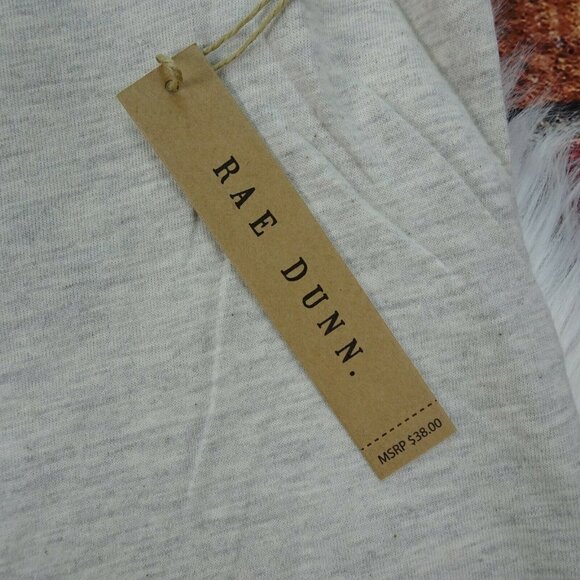 RAE DUNN.
MSRP $38.00